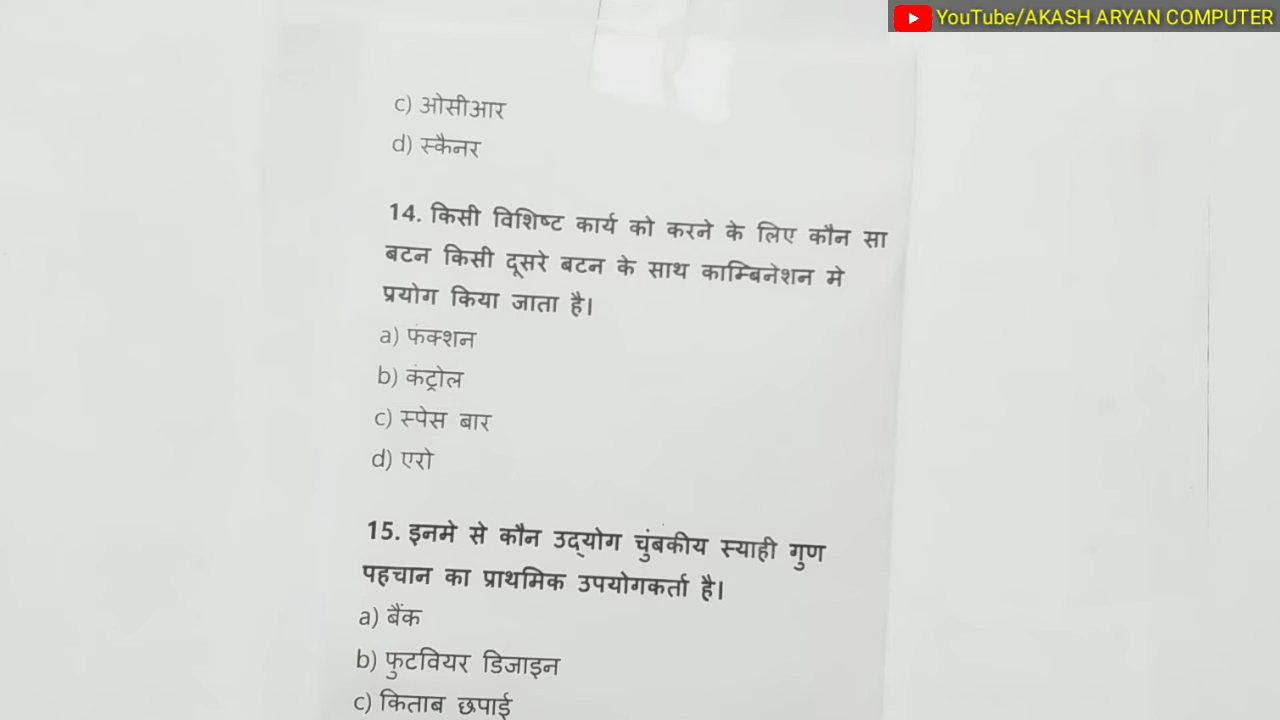 YouTube/AKASH ARYAN COMPUTER
c) ओसीआर
d) स्कैनर
14. किसी विशिष्ट कार्य को करने के लिए कौन सा
बटन किसी दूसरे बटन के साथ काम्बिनेशन मे
प्रयोग किया जाता है।
a) फंक्शन
b) कंट्रोल
c) स्पेस बार
d) एरो
15. इनमे से कौन उद्योग चुंबकीय स्याही गुण
पहचान का प्राथमिक उपयोगकर्ता है।
a) बैंक
b) फुटवियर डिजाइन
c) किताब छपाई